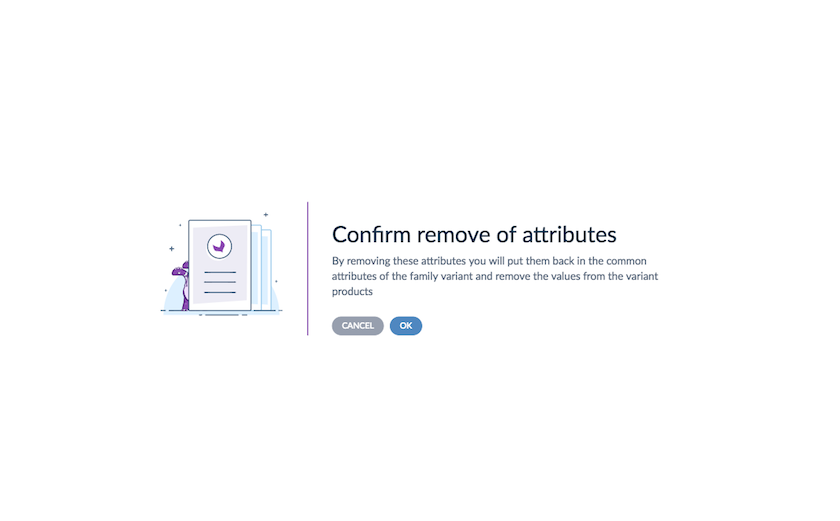 Confirm remove of attributes
By removing these attributes you will put them back in the common
attributes of the family variant and remove the values from the variant
products
CANCEL OK